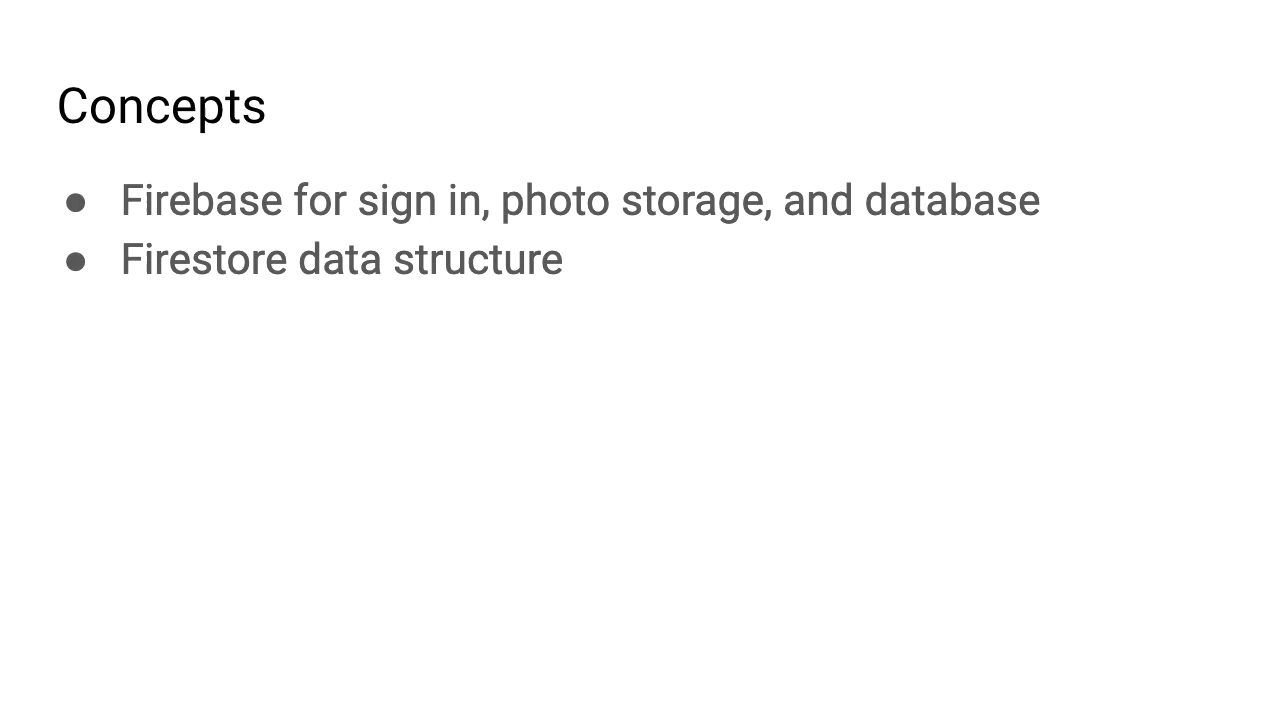 Concepts
● Firebase for sign in, photo storage, and database
● Firestore data structure